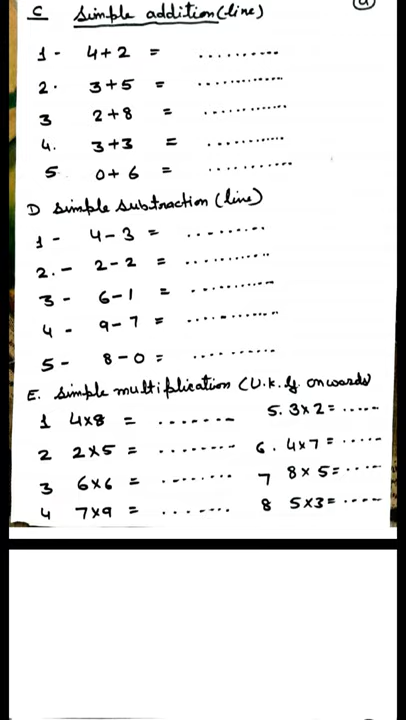 C Simple addition (line)
1 - 4+2 = ...........
2. 3+5 = ..............
3 2+8 = ..............
4. 3+3 = .............
5 0+6 = ..............
D Simple subtraction (line)
1 - 4-3 = ............
2. - 2-2 = .............
3 - 6-1 = .............
4 - 9-7 = ..............
5 - 8-0 = ............
E. Simple multiplication (U.K.G. onwards)
1 4x8 = ........ 5. 3x2 = ......
2 2x5 = ......... 6. 4x7 = ......
3 6x6 = ......... 7 8x5 = ......
4 7x9 = ........ 8 5x3 = ......